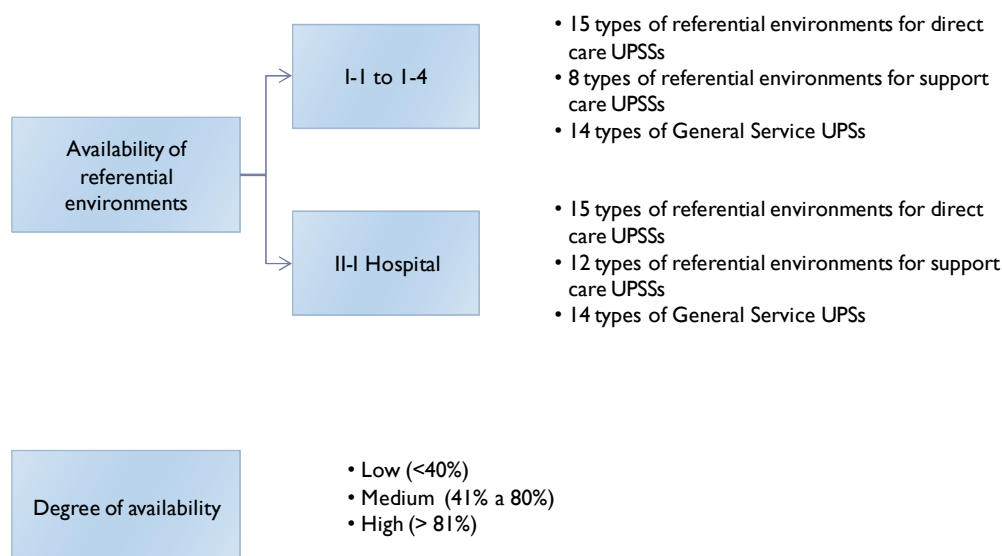 Availability of
referential
environments
I-1 to 1-4
• 15 types of referential environments for direct
care UPSSs
• 8 types of referential environments for support
care UPSSs
• 14 types of General Service UPSs
II-I Hospital
• 15 types of referential environments for direct
care UPSSs
• 12 types of referential environments for support
care UPSSs
• 14 types of General Service UPSs
Degree of availability
• Low (<40%)
• Medium (41% a 80%)
• High (> 81%)